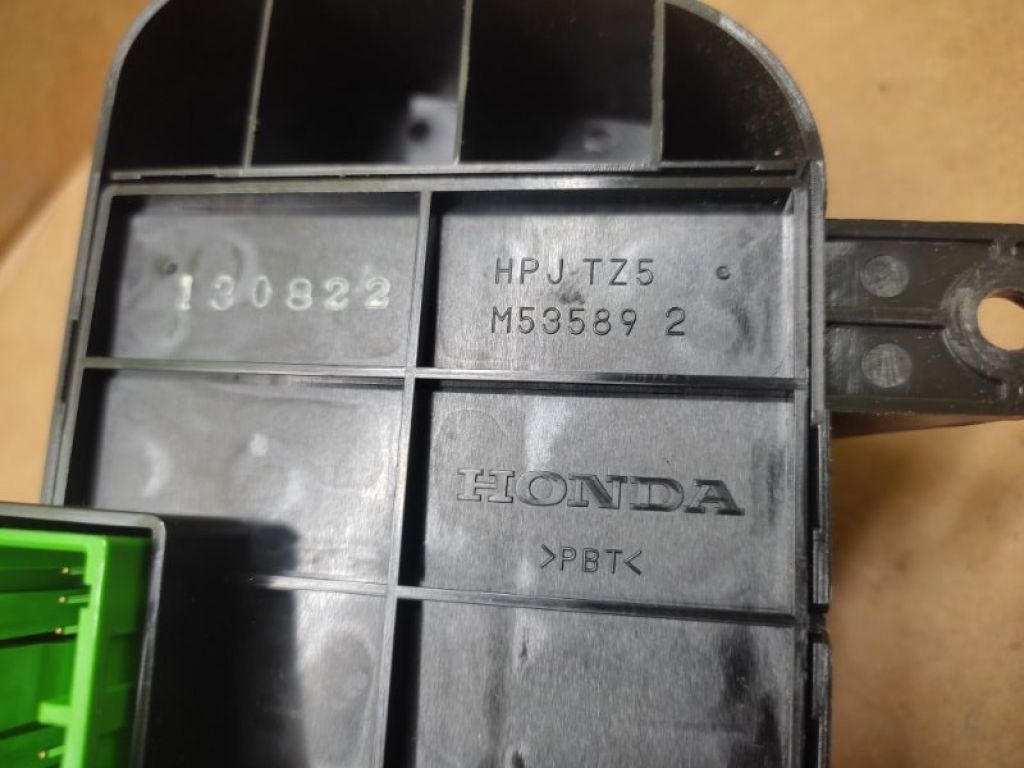 130822
HPJ TZ5
M53589 2
HONDA
>PBT<